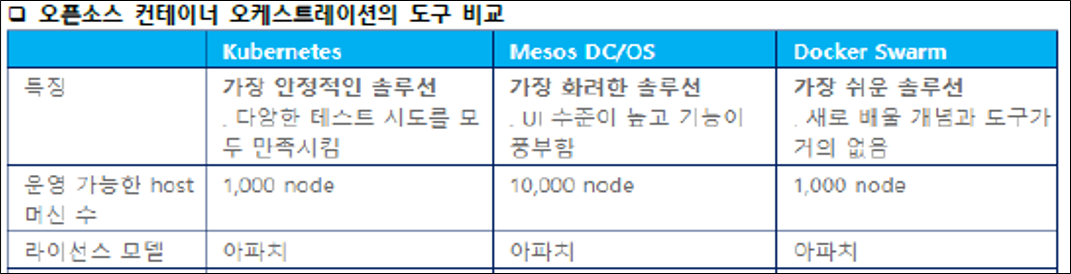 ❑ 오픈소스 컨테이너 오케스트레이션의 도구 비교
Kubernetes Mesos DC/OS Docker Swarm
특징 가장 안정적인 솔루션 가장 화려한 솔루션 가장 쉬운 솔루션
. 다양한 테스트 시도를 모 . UI 수준이 높고 기능이 . 새로 배울 개념과 도구가
두 만족시킴 풍부함 거의 없음
운영 가능한 host 1,000 node 10,000 node 1,000 node
머신 수
라이선스 모델 아파치 아파치 아파치